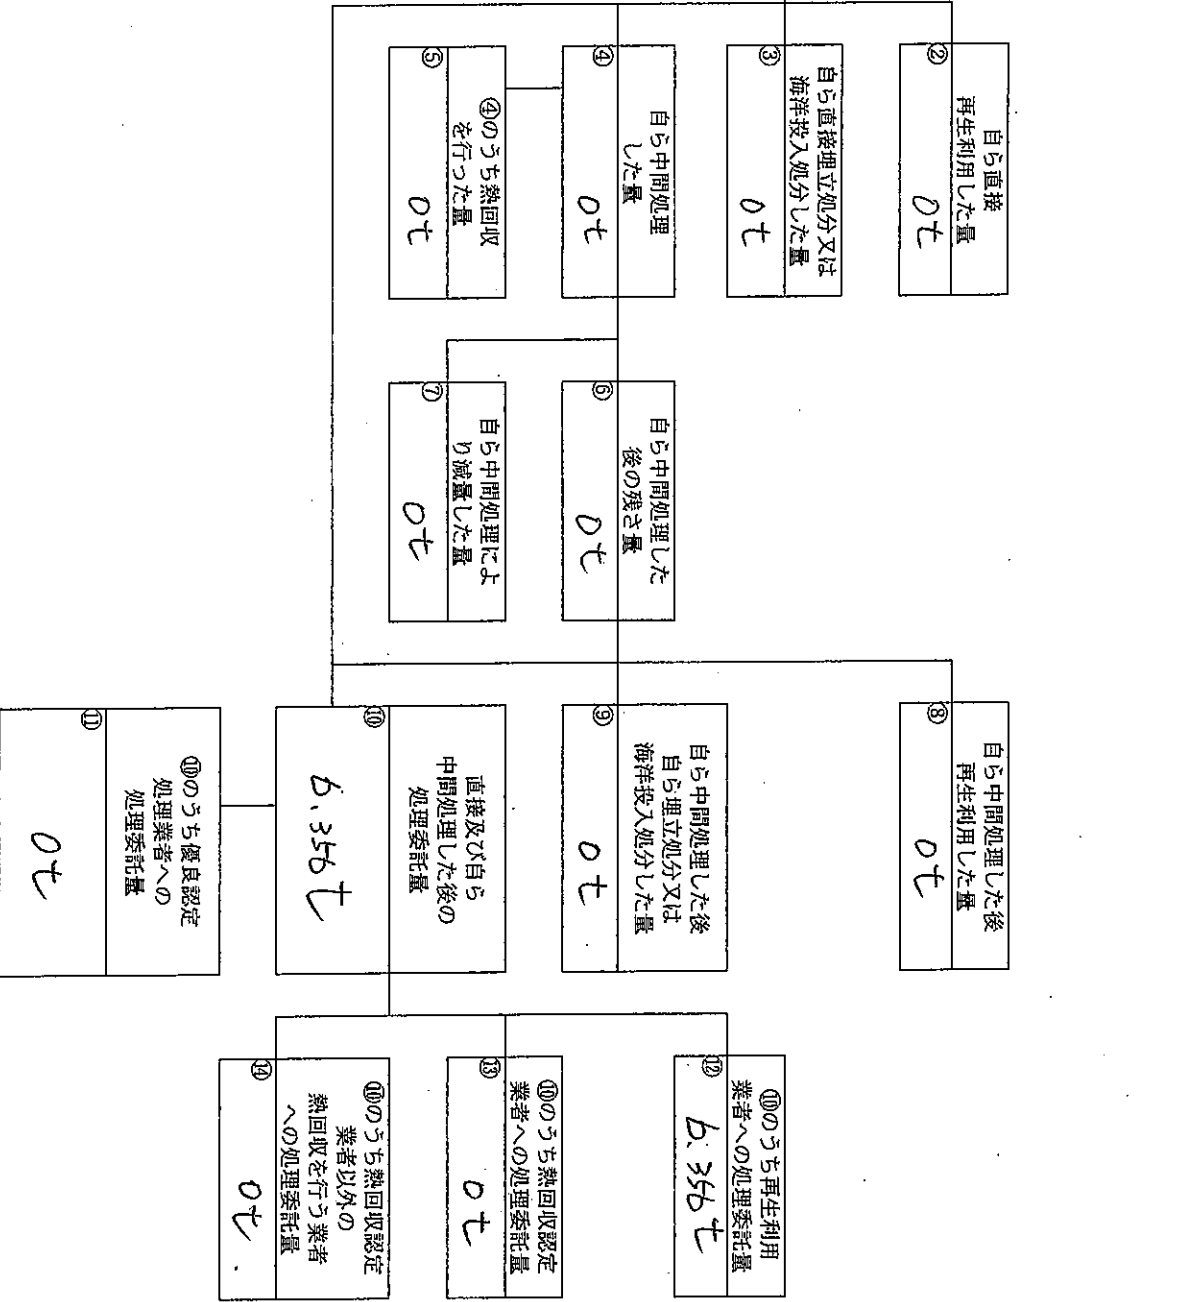 ②
自ら直接
再生利用した量
0t
③
自ら直接埋立処分又は
海洋投入処分した量
0t
④
自ら中間処理
した量
0t
⑤
④のうち熱回収
を行った量
0t
⑥
自ら中間処理した
後の残さ量
0t
⑦
自ら中間処理によ
り減量した量
0t
⑧
自ら中間処理した後
再生利用した量
0t
⑨
自ら中間処理した後
自ら埋立処分又は
海洋投入処分した量
0t
⑩
直接及び自ら
中間処理した後の
処理委託量
6.356t
⑪
⑩のうち優良認定
処理業者への
処理委託量
0t
⑫
⑩のうち再生利用
業者への処理委託量
6.356t
⑬
⑩のうち熱回収認定
業者への処理委託量
0t
⑭
⑩のうち熱回収認定
業者以外の
熱回収を行う業者
への処理委託量
0t